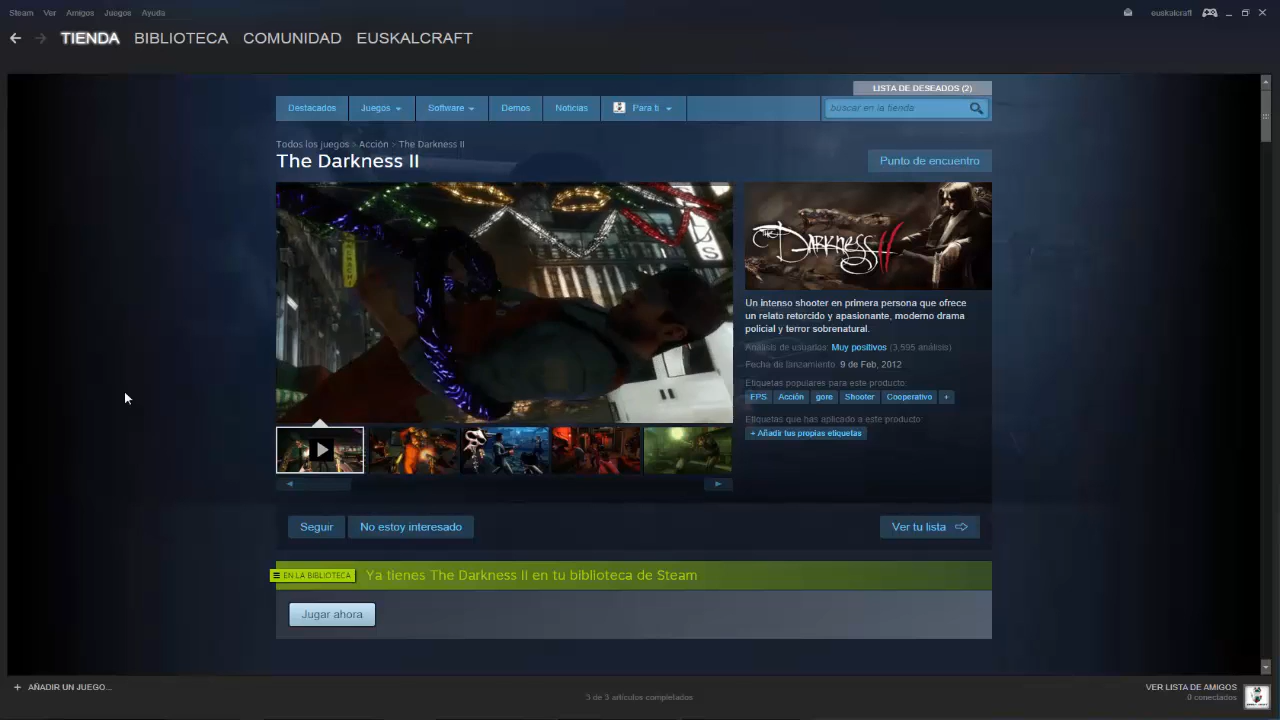 Steam Ver Amigos Juegos Ayuda
euskalcraft
TIENDA BIBLIOTECA COMUNIDAD EUSKALCRAFT
LISTA DE DESEADOS (2)
Destacados Juegos Software Demos Noticias Para ti
buscar en la tienda
Todos los juegos > Acción > The Darkness II
The Darkness II
Punto de encuentro
THE DARKNESS II
Un intenso shooter en primera persona que ofrece
un relato retorcido y apasionante, moderno drama
policial y terror sobrenatural.
Análisis de usuarios: Muy positivos (3,595 análisis)
Fecha de lanzamiento: 9 de Feb, 2012
Etiquetas populares para este producto:
FPS Acción gore Shooter Cooperativo +
Etiquetas que has aplicado a este producto:
+ Añadir tus propias etiquetas
Seguir No estoy interesado Ver tu lista
EN LA BIBLIOTECA Ya tienes The Darkness II en tu biblioteca de Steam
Jugar ahora
+ AÑADIR UN JUEGO...
3 de 3 artículos completados
VER LISTA DE AMIGOS
0 conectados